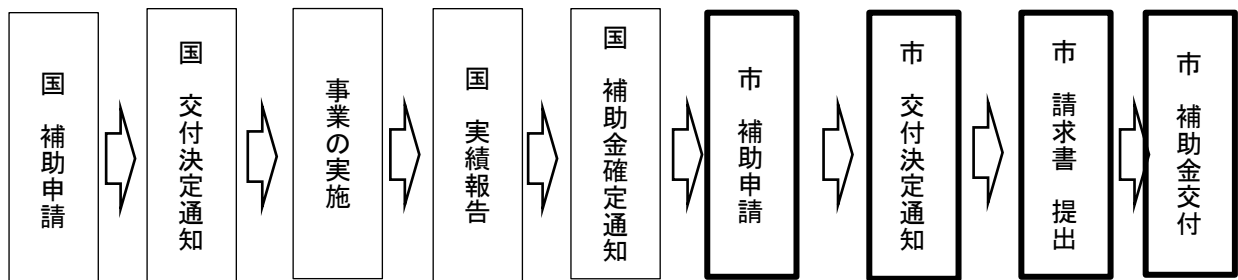 国　補助申請
国　交付決定通知
事業の実施
国　実績報告
国　補助金確定通知
市　補助申請
市　交付決定通知
市　請求書　提出
市　補助金交付